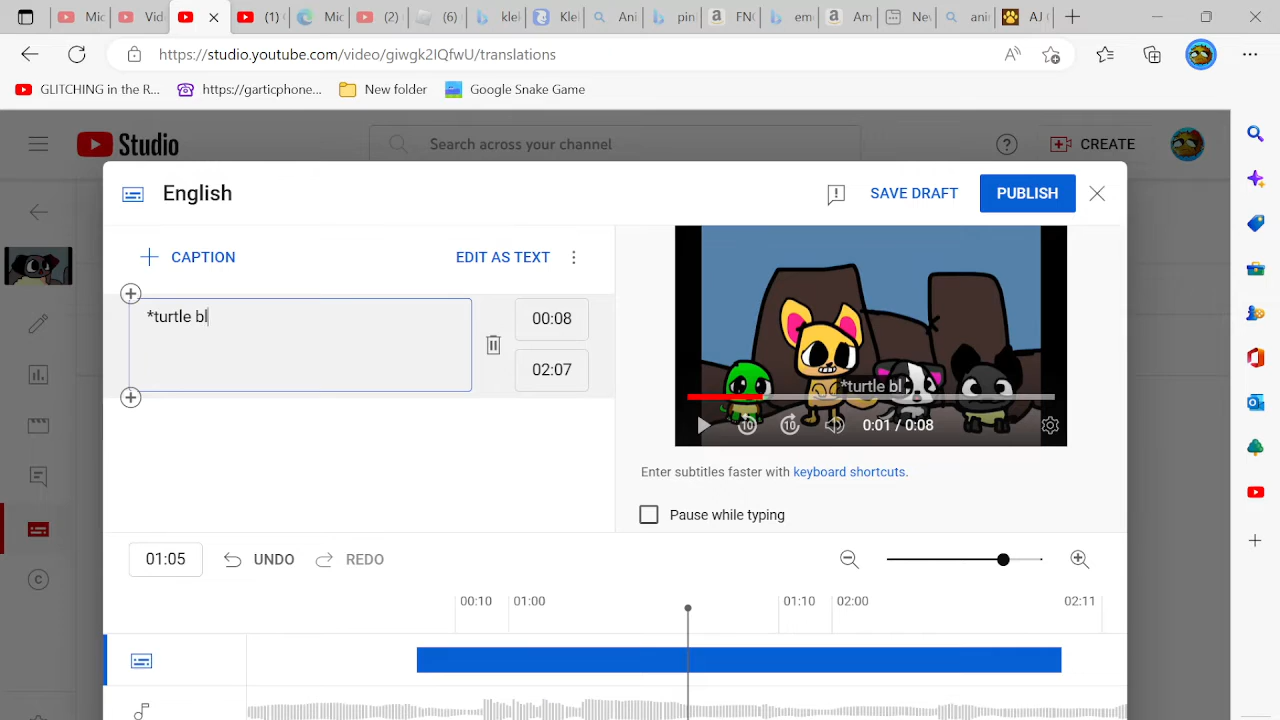 Mic
Vid
(1)
Mic
(2)
(6)
klei
Kle
Ani
pin
FNC
em
Am
Nev
ani
AJ C
https://studio.youtube.com/video/giwgk2IQfwU/translations
GLITCHING in the R...
https://garticphone...
New folder
Google Snake Game
Studio
Search across your channel
CREATE
English
SAVE DRAFT
PUBLISH
CAPTION
EDIT AS TEXT
*turtle bl
00:08
02:07
*turtle bl
10
10
0:01 / 0:08
Enter subtitles faster with keyboard shortcuts.
Pause while typing
01:05
UNDO
REDO
00:10
01:00
01:10
02:00
02:11